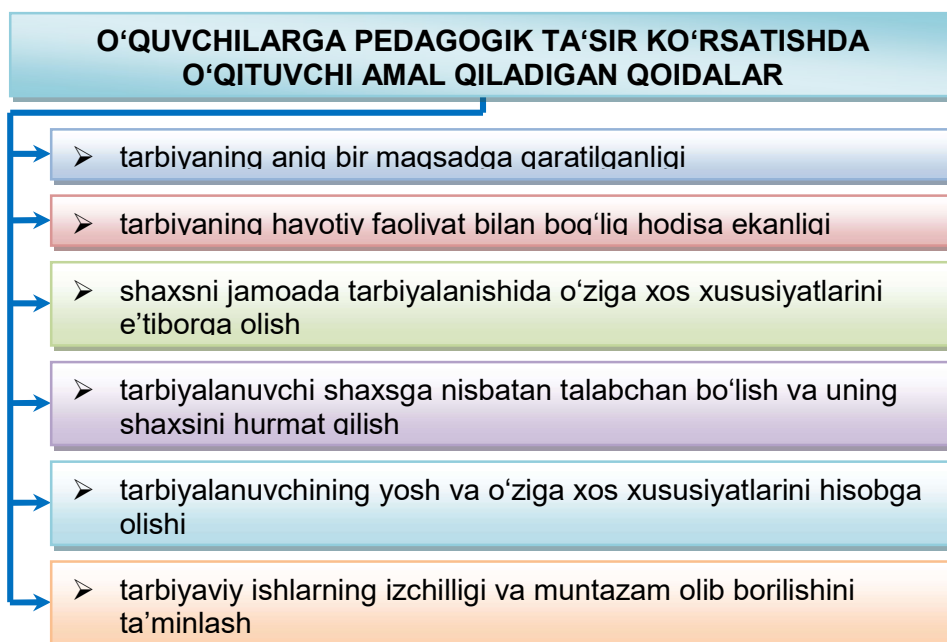 O‘QUVCHILARGA PEDAGOGIK TA‘SIR KO‘RSATISHDA
O‘QITUVCHI AMAL QILADIGAN QOIDALAR
➢ tarbiyaning aniq bir maqsadga qaratilganligi
➢ tarbiyaning hayotiy faoliyat bilan bog‘liq hodisa ekanligi
➢ shaxsni jamoada tarbiyalanishida o‘ziga xos xususiyatlarini
e’tiborga olish
➢ tarbiyalanuvchi shaxsga nisbatan talabchan bo‘lish va uning
shaxsini hurmat qilish
➢ tarbiyalanuvchining yosh va o‘ziga xos xususiyatlarini hisobga
olishi
➢ tarbiyaviy ishlarning izchilligi va muntazam olib borilishini
ta’minlash